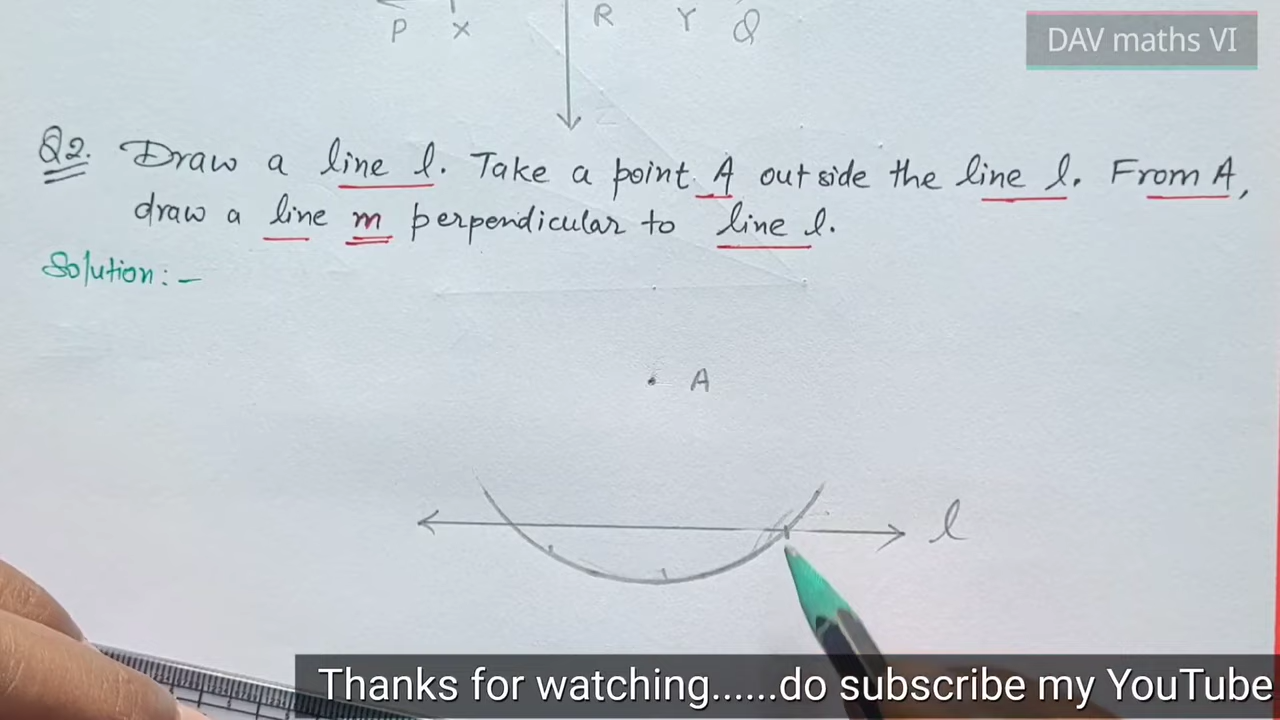 P X R Y Q
DAV maths VI
Q2. Draw a line l. Take a point A outside the line l. From A,
draw a line m perpendicular to line l.
Solution:-
A
l
Thanks for watching......do subscribe my YouTube